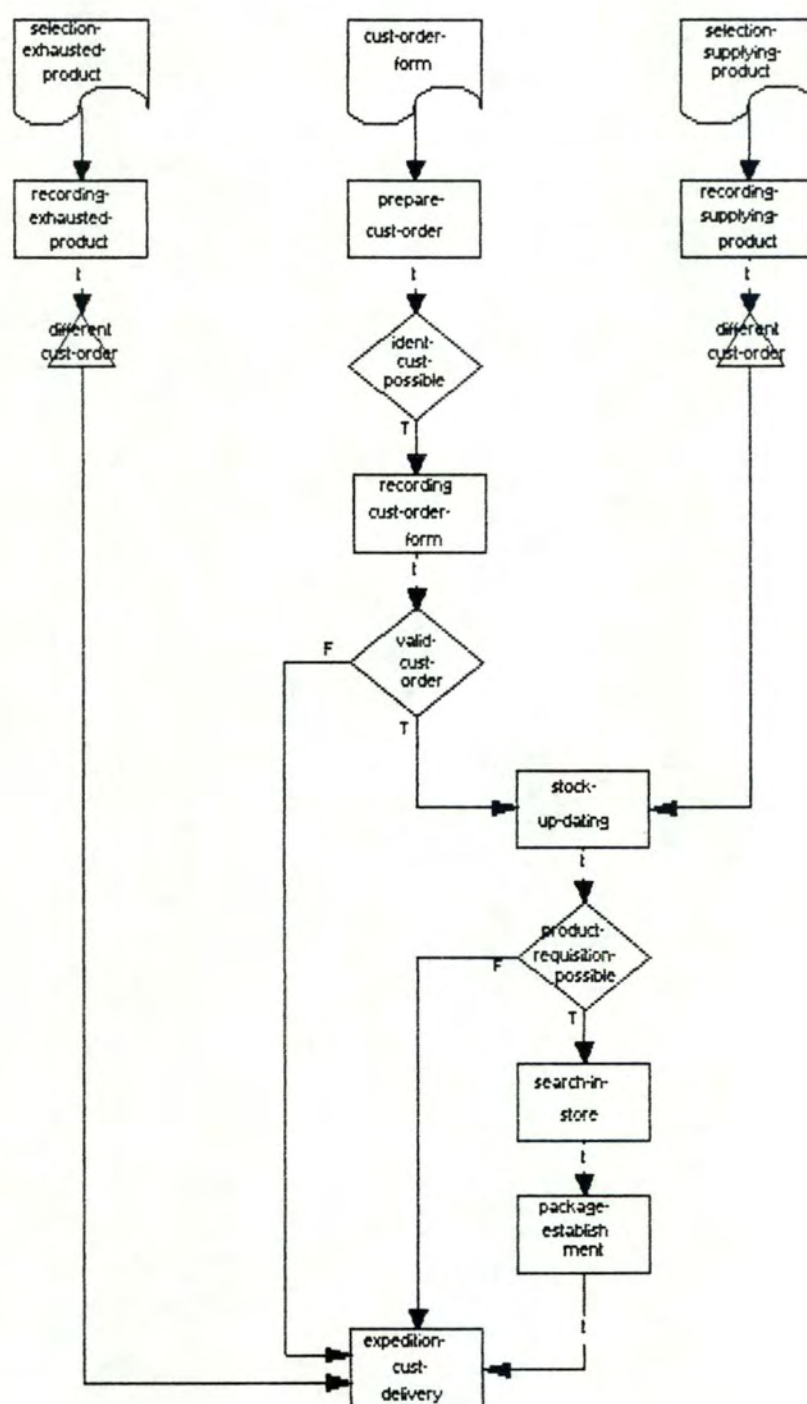 selection-
exhausted-
product
cust-order-
form
selection-
supplying-
product
recording-
exhausted-
product
prepare-
cust-order
recording-
supplying-
product
t
t
t
different
cust-order
ident-
cust-
possible
different
cust-order
T
recording
cust-order-
form
t
F
valid-
cust-
order
T
stock-
up-dating
t
product-
requisition-
possible
F
T
search-in-
store
t
package-
establish
ment
t
expedition-
cust-
delivery